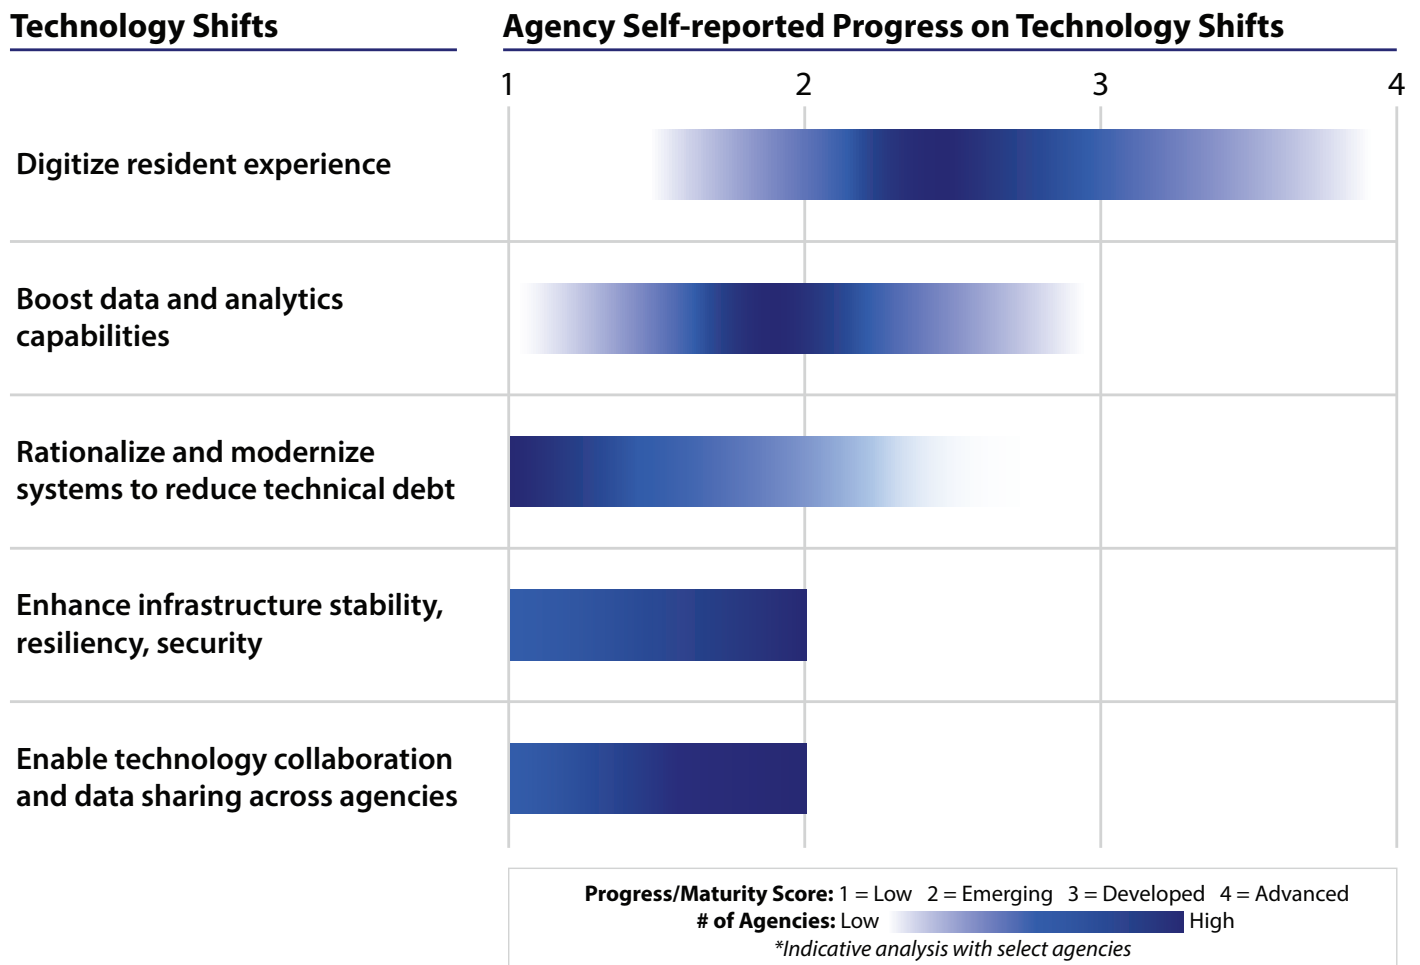 Technology Shifts
Agency Self-reported Progress on Technology Shifts
1 2 3 4
Digitize resident experience
Boost data and analytics
capabilities
Rationalize and modernize
systems to reduce technical debt
Enhance infrastructure stability,
resiliency, security
Enable technology collaboration
and data sharing across agencies
Progress/Maturity Score: 1 = Low 2 = Emerging 3 = Developed 4 = Advanced
# of Agencies: Low High
*Indicative analysis with select agencies